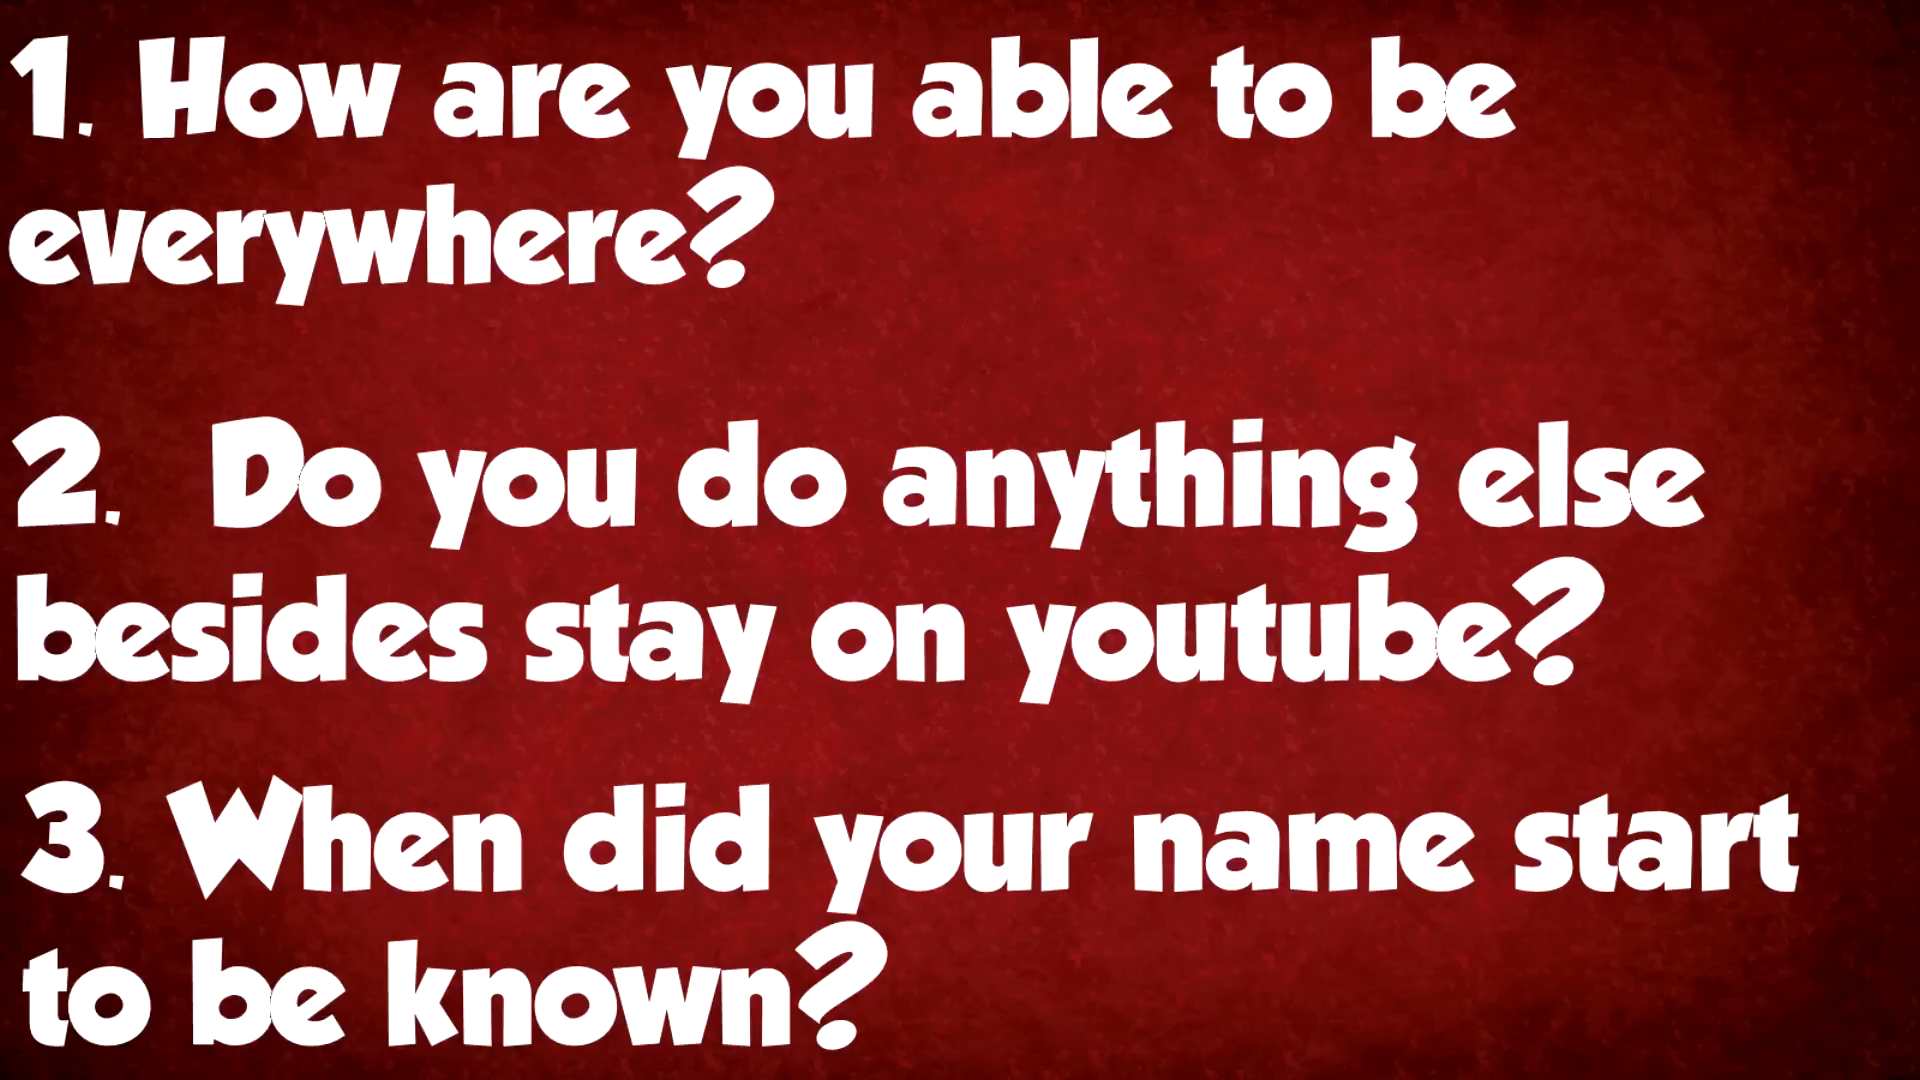 1. How are you able to be
everywhere?
2. Do you do anything else
besides stay on youtube?
3. When did your name start
to be known?